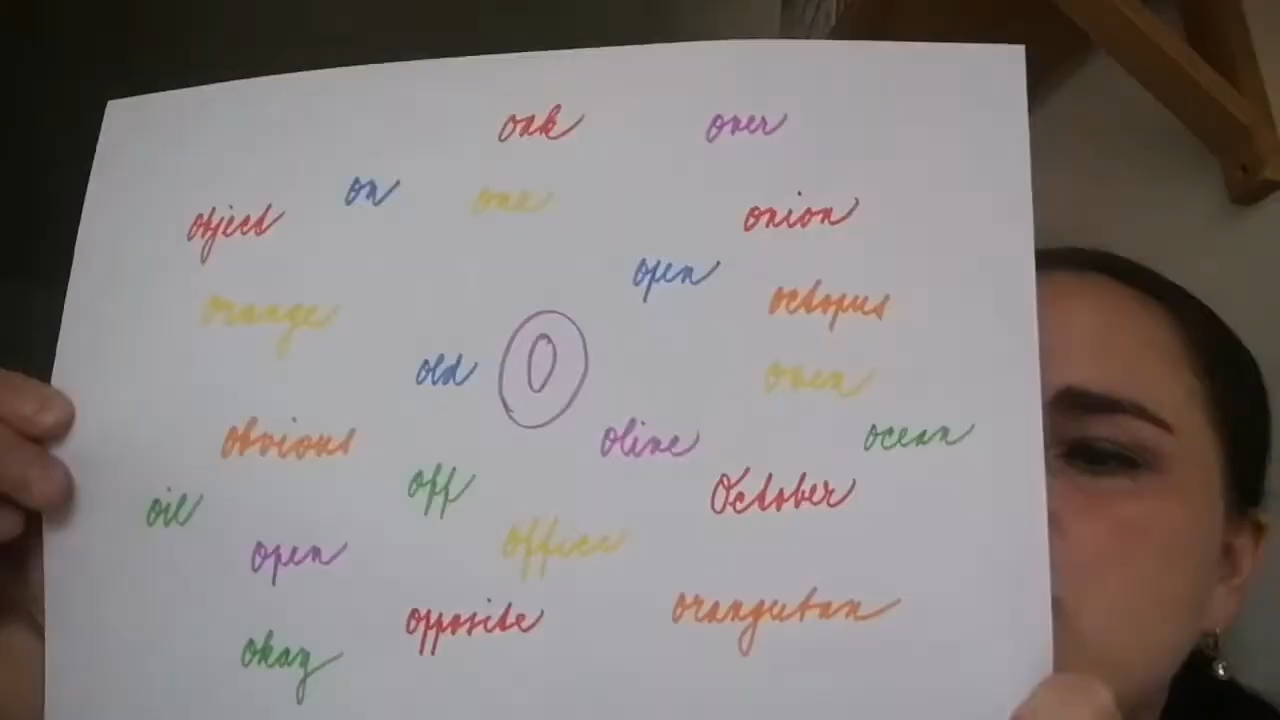 oak
over
on
one
object
onion
open
orange
octopus
O
old
oven
obvious
olive
ocean
off
October
oil
open
office
opposite
orangutan
okay